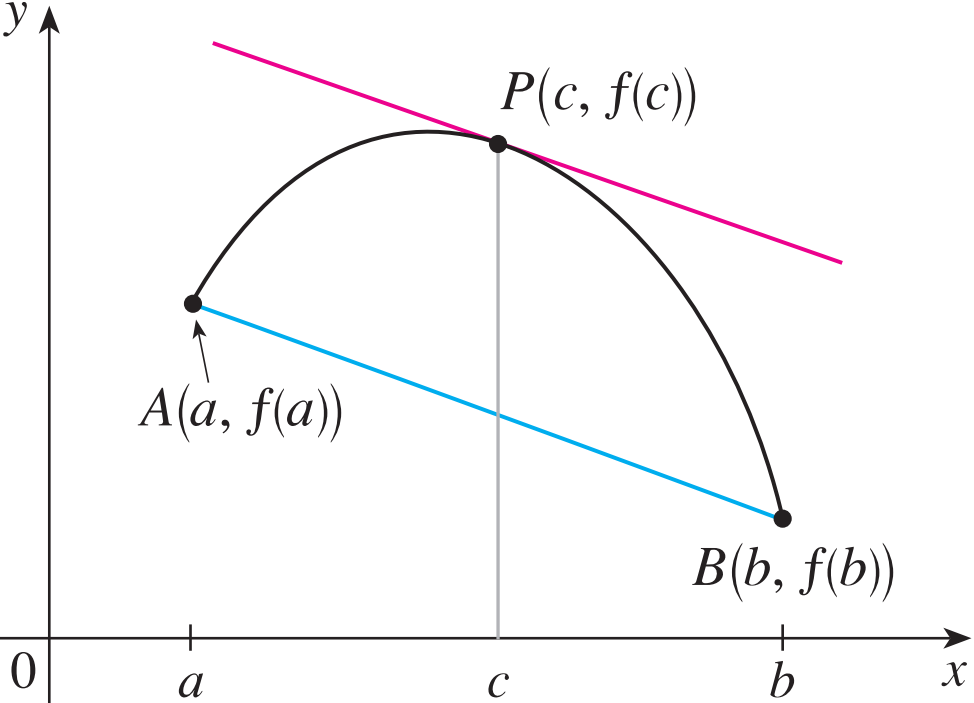 y
P(c, f(c))
A(a, f(a))
B(b, f(b))
0
a
c
b
x